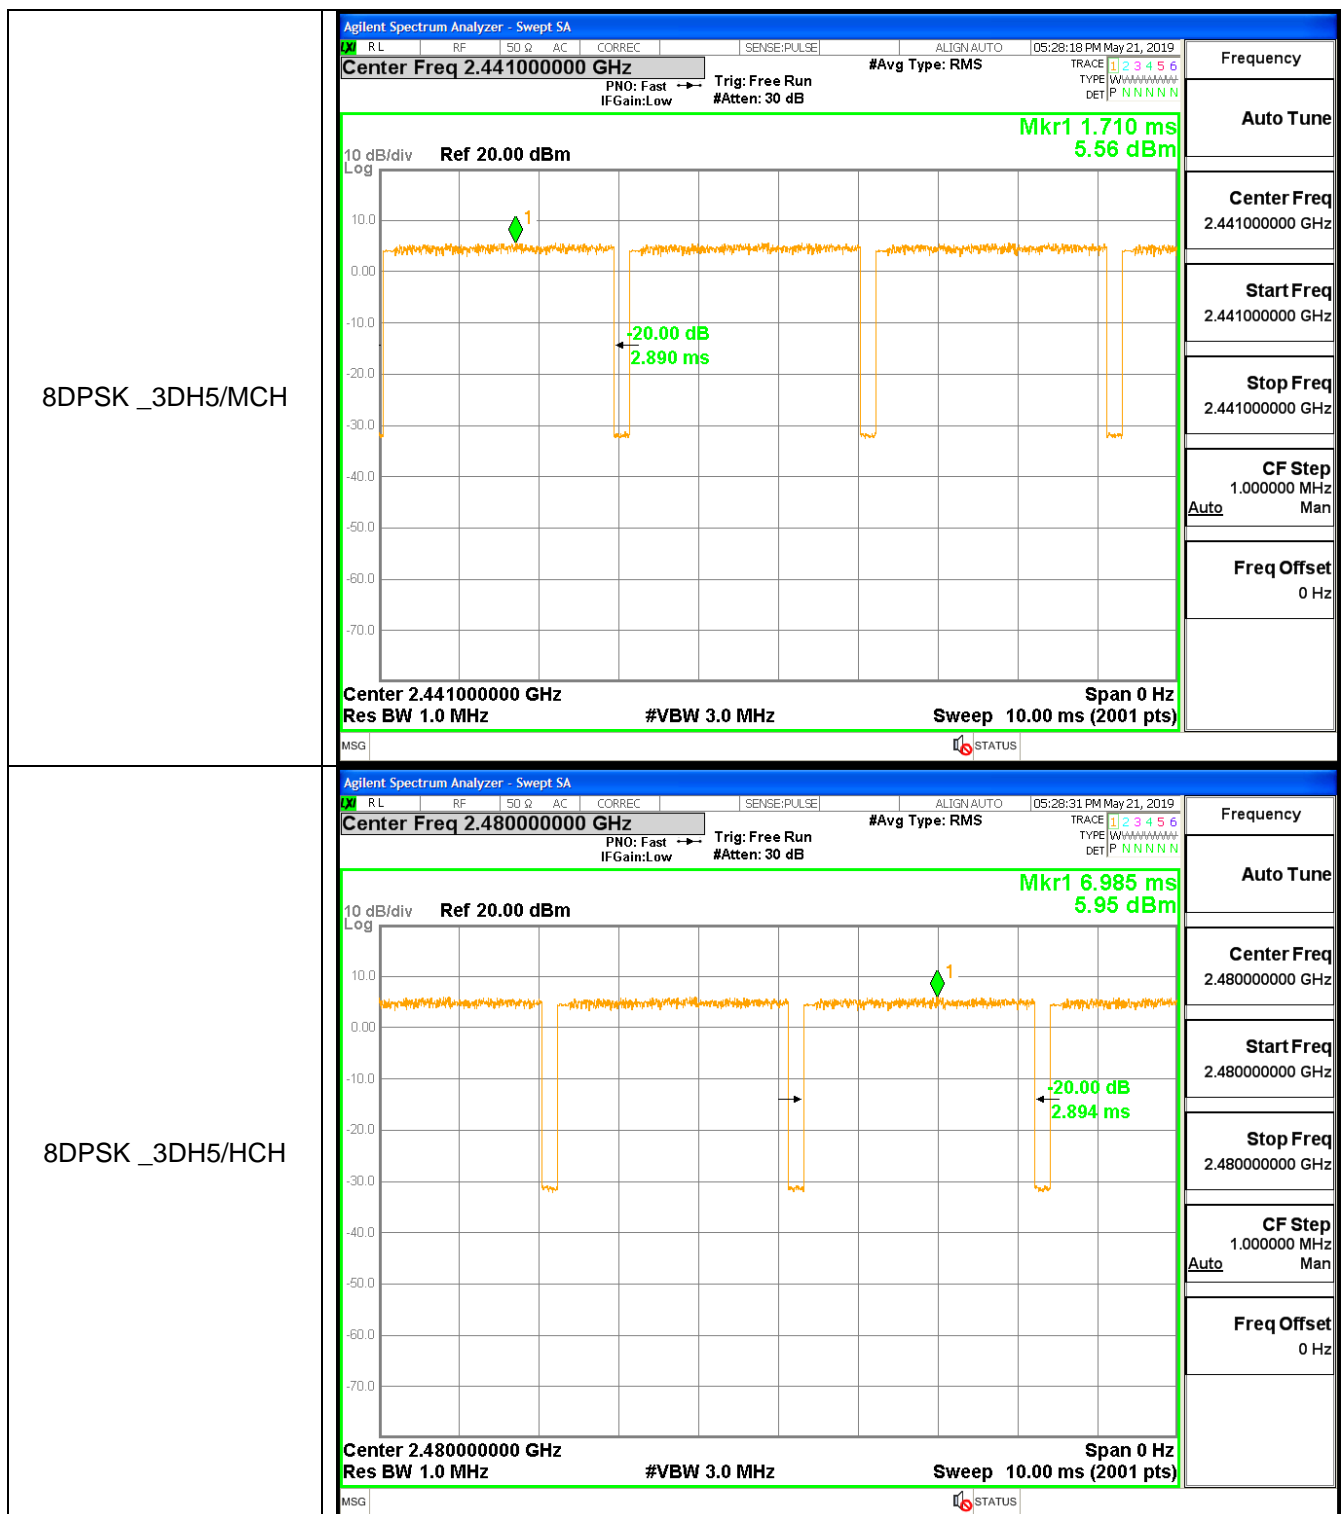 8DPSK _3DH5/MCH
Agilent Spectrum Analyzer - Swept SA
LXI RL RF 50 Ω AC CORREC SENSE:PULSE ALIGN AUTO 05:28:18 PM May 21, 2019
Center Freq 2.441000000 GHz
#Avg Type: RMS
TRACE 1 2 3 4 5 6
TYPE
DET P N N N N N
PNO: Fast
IFGain:Low
Trig: Free Run
#Atten: 30 dB
Mkr1 1.710 ms
5.56 dBm
10 dB/div Ref 20.00 dBm
Log
1
10.0
0.00
-10.0
-20.0
-30.0
-40.0
-50.0
-60.0
-70.0
-20.00 dB
2.890 ms
Center 2.441000000 GHz Span 0 Hz
Res BW 1.0 MHz #VBW 3.0 MHz Sweep 10.00 ms (2001 pts)
MSG STATUS
Frequency
Auto Tune
Center Freq
2.441000000 GHz
Start Freq
2.441000000 GHz
Stop Freq
2.441000000 GHz
CF Step
1.000000 MHz
Auto Man
Freq Offset
0 Hz
8DPSK _3DH5/HCH
Agilent Spectrum Analyzer - Swept SA
LXI RL RF 50 Ω AC CORREC SENSE:PULSE ALIGN AUTO 05:28:31 PM May 21, 2019
Center Freq 2.480000000 GHz
#Avg Type: RMS
TRACE 1 2 3 4 5 6
TYPE
DET P N N N N N
PNO: Fast
IFGain:Low
Trig: Free Run
#Atten: 30 dB
Mkr1 6.985 ms
5.95 dBm
10 dB/div Ref 20.00 dBm
Log
1
10.0
0.00
-10.0
-20.0
-30.0
-40.0
-50.0
-60.0
-70.0
-20.00 dB
2.894 ms
Center 2.480000000 GHz Span 0 Hz
Res BW 1.0 MHz #VBW 3.0 MHz Sweep 10.00 ms (2001 pts)
MSG STATUS
Frequency
Auto Tune
Center Freq
2.480000000 GHz
Start Freq
2.480000000 GHz
Stop Freq
2.480000000 GHz
CF Step
1.000000 MHz
Auto Man
Freq Offset
0 Hz